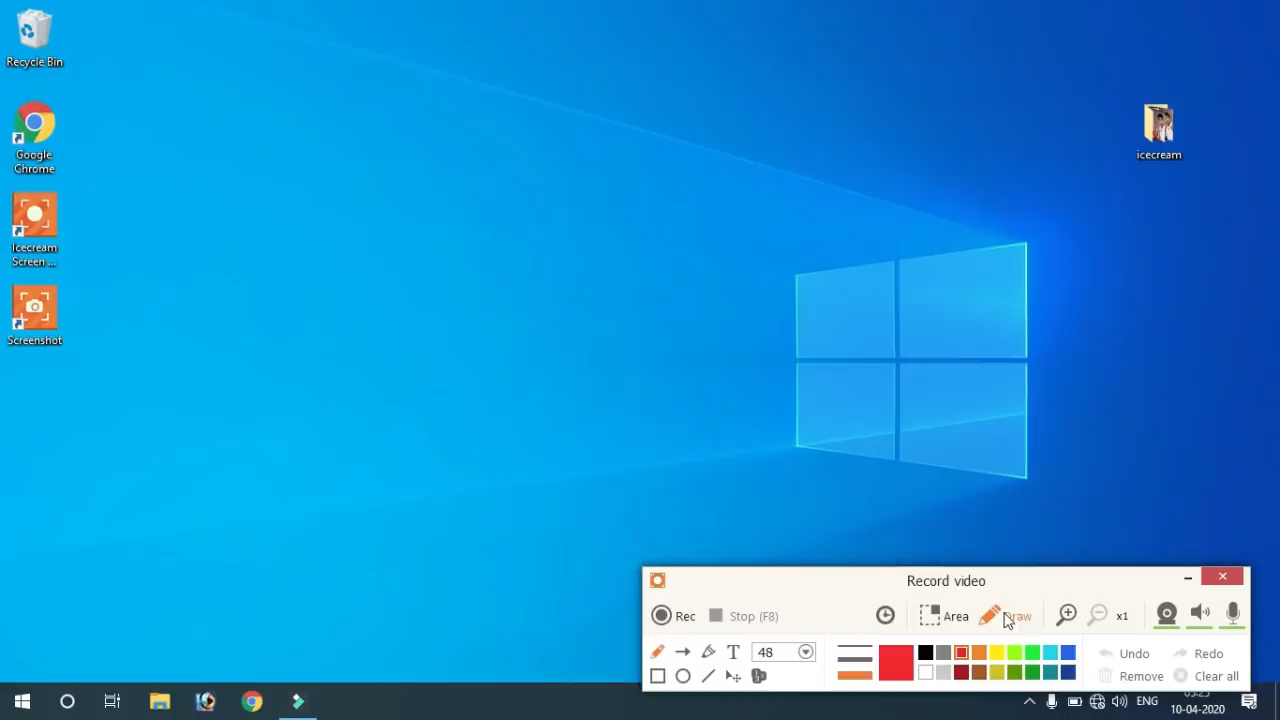 Recycle Bin
Google
Chrome
Icecream
Screen ...
Screenshot
icecream
Record video
Rec
Stop (F8)
Area
Draw
x1
T
48
Undo
Redo
Remove
Clear all
ENG
10-04-2020